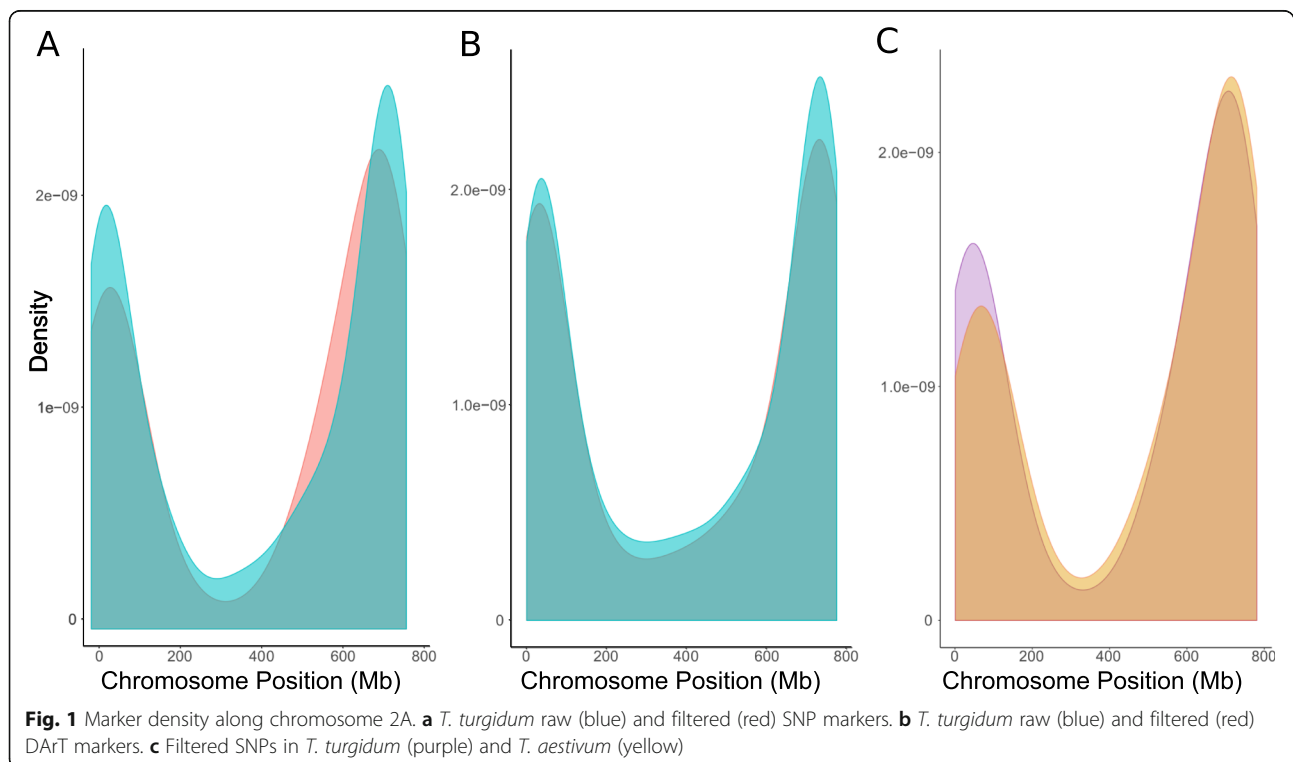 A
B
C
Density
2e−09
1e−09
0
0
200
400
600
800
Chromosome Position (Mb)
2.0e−09
1.0e−09
0
0
200
400
600
800
Chromosome Position (Mb)
2.0e−09
1.0e−09
0
0
200
400
600
800
Chromosome Position (Mb)
Fig. 1 Marker density along chromosome 2A. a T. turgidum raw (blue) and filtered (red) SNP markers. b T. turgidum raw (blue) and filtered (red)
DArT markers. c Filtered SNPs in T. turgidum (purple) and T. aestivum (yellow)